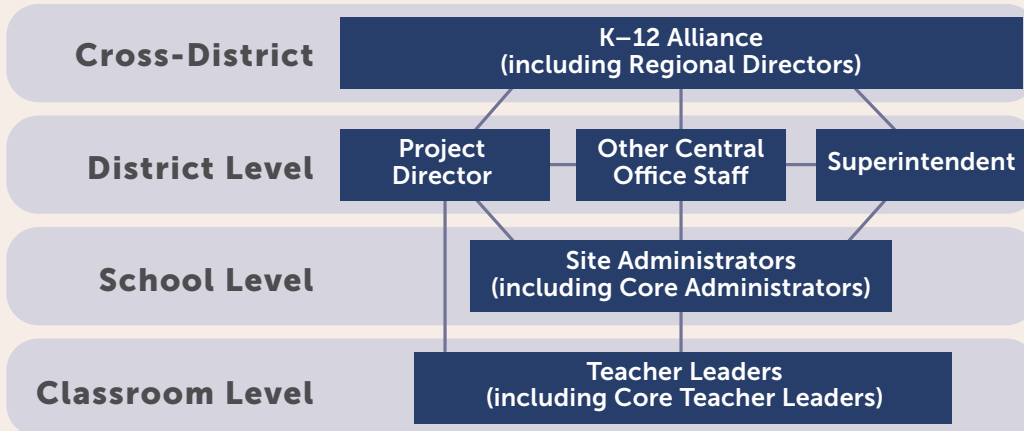 Cross-District
K–12 Alliance
(including Regional Directors)
District Level
Project
Director
Other Central
Office Staff
Superintendent
School Level
Site Administrators
(including Core Administrators)
Classroom Level
Teacher Leaders
(including Core Teacher Leaders)